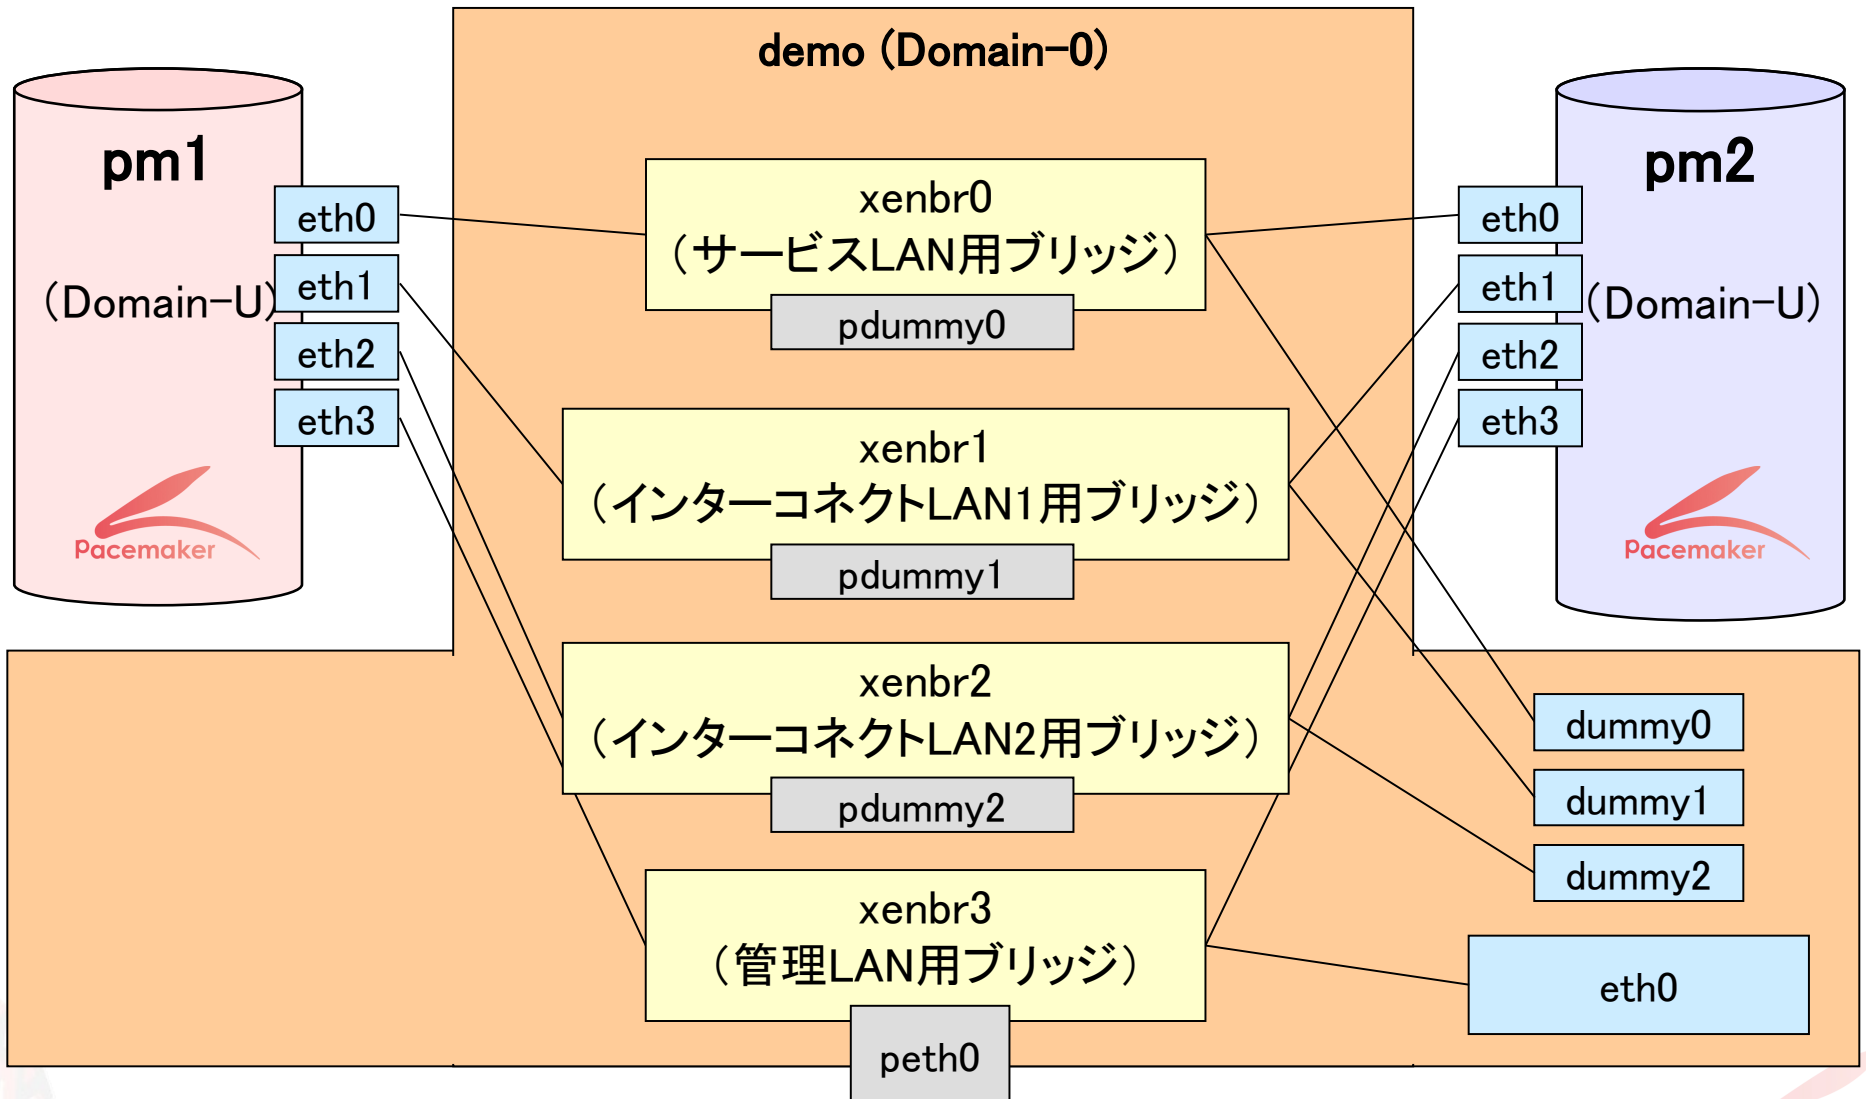 demo (Domain-0)
pm1
(Domain-U)
eth0
eth1
eth2
eth3
Pacemaker
xenbr0
（サービスLAN用ブリッジ）
pdummy0
xenbr1
（インターコネクトLAN1用ブリッジ）
pdummy1
xenbr2
（インターコネクトLAN2用ブリッジ）
pdummy2
xenbr3
（管理LAN用ブリッジ）
peth0
pm2
(Domain-U)
eth0
eth1
eth2
eth3
Pacemaker
dummy0
dummy1
dummy2
eth0